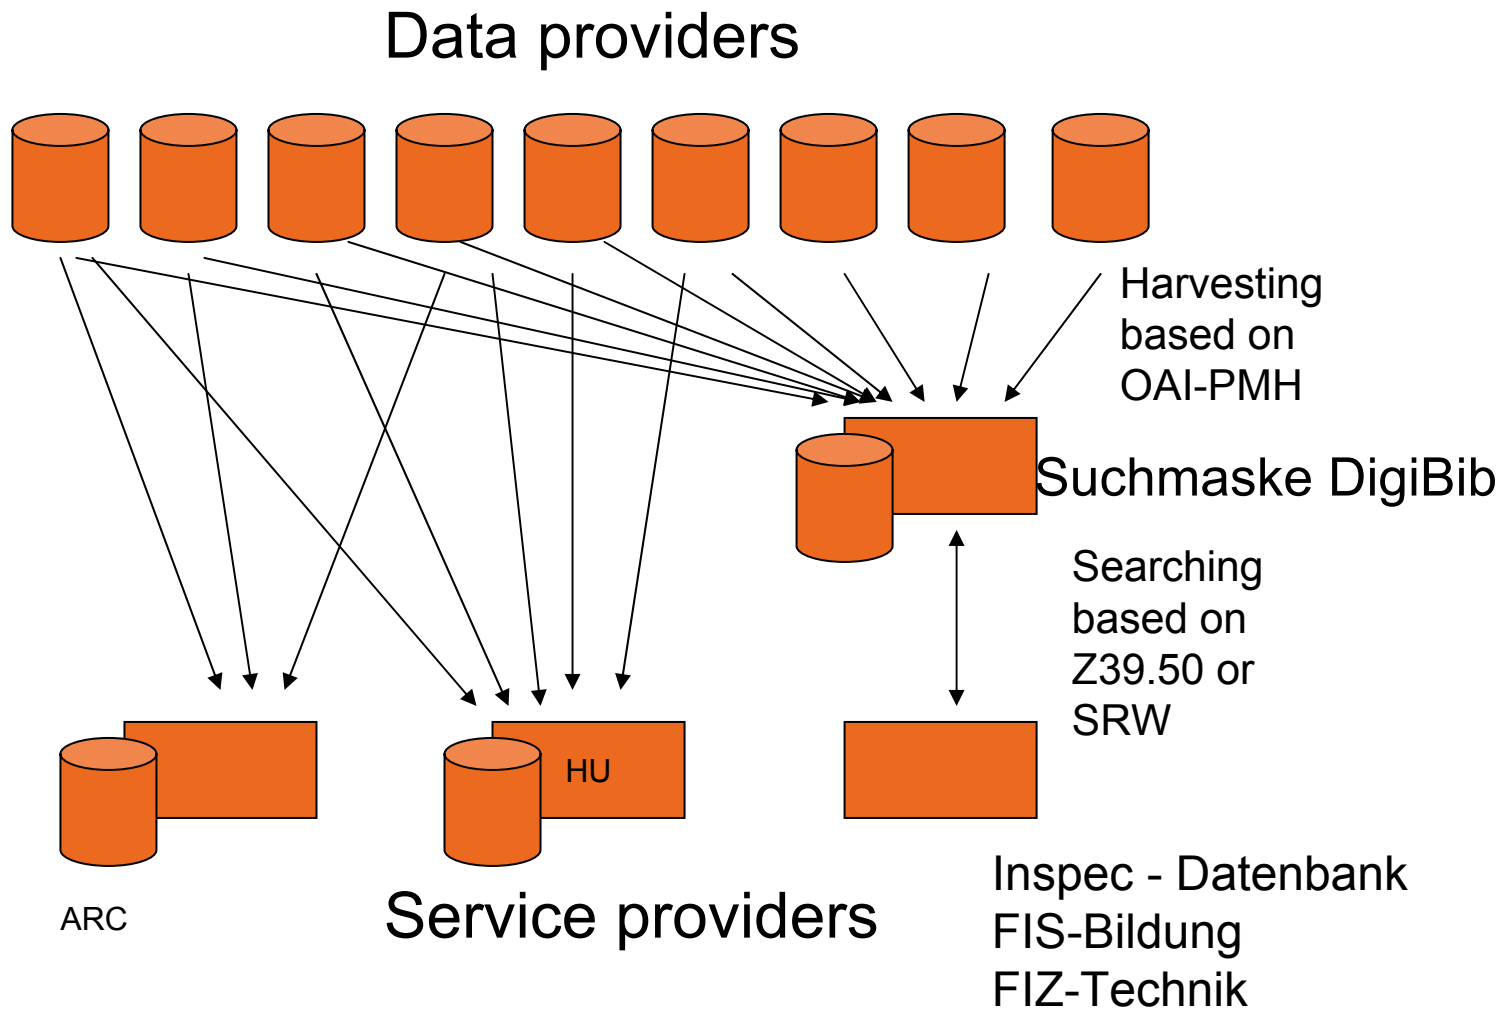 Data providers
Harvesting
based on
OAI-PMH
Suchmaske DigiBib
Searching
based on
Z39.50 or
SRW
HU
ARC
Service providers
Inspec - Datenbank
FIS-Bildung
FIZ-Technik